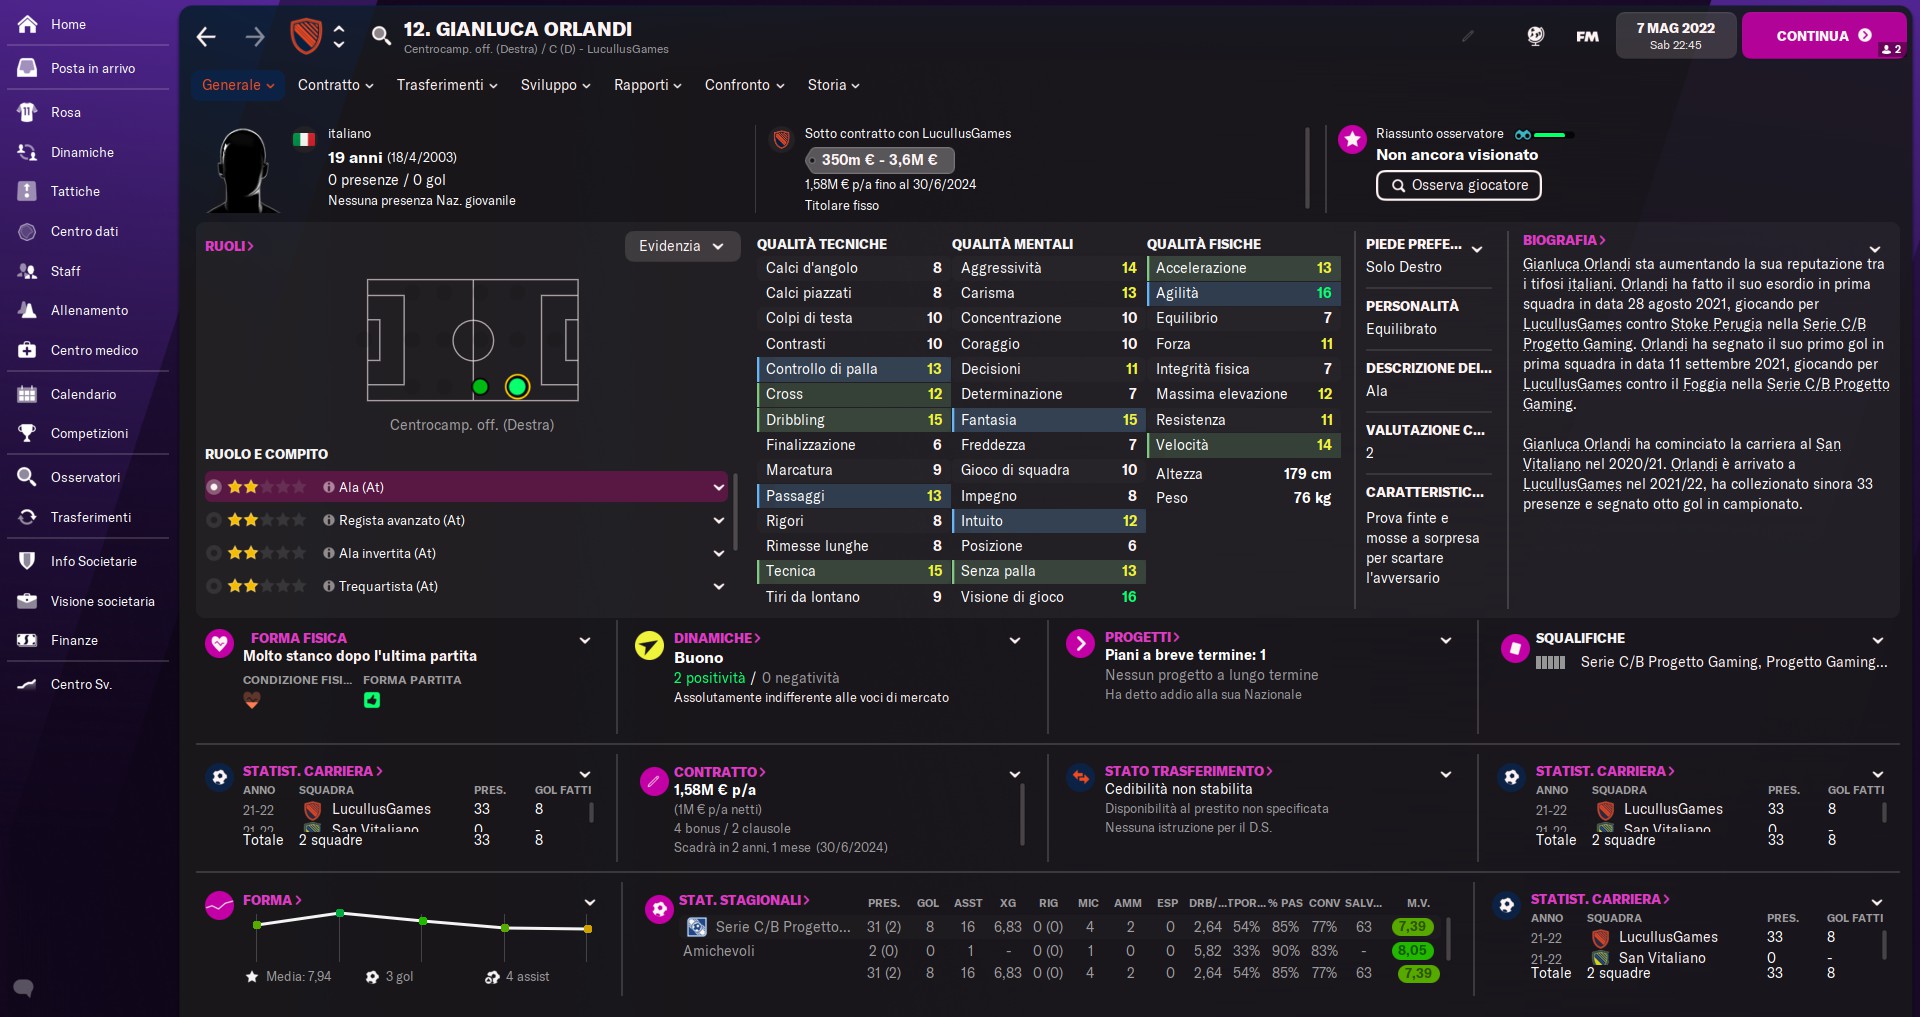 Home
Posta in arrivo
Rosa
Dinamiche
Tattiche
Centro dati
Staff
Allenamento
Centro medico
Calendario
Competizioni
Osservatori
Trasferimenti
Info Societarie
Visione societaria
Finanze
Centro Sv.
12. GIANLUCA ORLANDI
Centrocamp. off. (Destra) / C (D) - LucullusGames
FM
7 MAG 2022
Sab 22:45
CONTINUA
2
Generale Contratto Trasferimenti Sviluppo Rapporti Confronto Storia
italiano
19 anni (18/4/2003)
0 presenze / 0 gol
Nessuna presenza Naz. giovanile
Sotto contratto con LucullusGames
350m € - 3,6M €
1,58M € p/a fino al 30/6/2024
Titolare fisso
Riassunto osservatore
Non ancora visionato
Osserva giocatore
RUOLI
Evidenzia
Centrocamp. off. (Destra)
RUOLO E COMPITO
Ala (At)
Regista avanzato (At)
Ala invertita (At)
Trequartista (At)
QUALITÀ TECNICHE
Calci d'angolo 8
Calci piazzati 8
Colpi di testa 10
Contrasti 10
Controllo di palla 13
Cross 12
Dribbling 15
Finalizzazione 6
Marcatura 9
Passaggi 13
Rigori 8
Rimesse lunghe 8
Tecnica 15
Tiri da lontano 9
QUALITÀ MENTALI
Aggressività 14
Carisma 13
Concentrazione 10
Coraggio 10
Decisioni 11
Determinazione 7
Fantasia 15
Freddezza 7
Gioco di squadra 10
Impegno 8
Intuito 12
Posizione 6
Senza palla 13
Visione di gioco 16
QUALITÀ FISICHE
Accelerazione 13
Agilità 16
Equilibrio 7
Forza 11
Integrità fisica 7
Massima elevazione 12
Resistenza 11
Velocità 14
Altezza 179 cm
Peso 76 kg
PIEDE PREFE...
Solo Destro
PERSONALITÀ
Equilibrato
DESCRIZIONE DEI...
Ala
VALUTAZIONE C...
2
CARATTERISTIC...
Prova finte e
mosse a sorpresa
per scartare
l'avversario
BIOGRAFIA
Gianluca Orlandi sta aumentando la sua reputazione tra
i tifosi italiani. Orlandi ha fatto il suo esordio in prima
squadra in data 28 agosto 2021, giocando per
LucullusGames contro Stoke Perugia nella Serie C/B
Progetto Gaming. Orlandi ha segnato il suo primo gol in
prima squadra in data 11 settembre 2021, giocando per
LucullusGames contro il Foggia nella Serie C/B Progetto
Gaming.
Gianluca Orlandi ha cominciato la carriera al San
Vitaliano nel 2020/21. Orlandi è arrivato a
LucullusGames nel 2021/22, ha collezionato sinora 33
presenze e segnato otto gol in campionato.
FORMA FISICA
Molto stanco dopo l'ultima partita
CONDIZIONE FISI... FORMA PARTITA
DINAMICHE
Buono
2 positività / 0 negatività
Assolutamente indifferente alle voci di mercato
PROGETTI
Piani a breve termine: 1
Nessun progetto a lungo termine
Ha detto addio alla sua Nazionale
SQUALIFICHE
Serie C/B Progetto Gaming, Progetto Gaming...
STATIST. CARRIERA
ANNO SQUADRA PRES. GOL FATTI
21-22 LucullusGames 33 8
21-22 San Vitaliano 0 -
Totale 2 squadre 33 8
CONTRATTO
1,58M € p/a
(1M € p/a netti)
4 bonus / 2 clausole
Scadrà in 2 anni, 1 mese (30/6/2024)
STATO TRASFERIMENTO
Cedibilità non stabilita
Disponibilità al prestito non specificata
Nessuna istruzione per il D.S.
STATIST. CARRIERA
ANNO SQUADRA PRES. GOL FATTI
21-22 LucullusGames 33 8
21-22 San Vitaliano 0 -
Totale 2 squadre 33 8
FORMA
Media: 7,94 3 gol 4 assist
STAT. STAGIONALI PRES. GOL ASST XG RIG MIC AMM ESP DRB/... TPOR... % PAS CONV SALV... M.V.
Serie C/B Progetto... 31 (2) 8 16 6,83 0 (0) 4 2 0 2,64 54% 85% 77% 63 7,39
Amichevoli 2 (0) 0 1 - 0 (0) 1 0 0 5,82 33% 90% 83% - 8,05
31 (2) 8 16 6,83 0 (0) 4 2 0 2,64 54% 85% 77% 63 7,39
STATIST. CARRIERA
ANNO SQUADRA PRES. GOL FATTI
21-22 LucullusGames 33 8
21-22 San Vitaliano 0 -
Totale 2 squadre 33 8